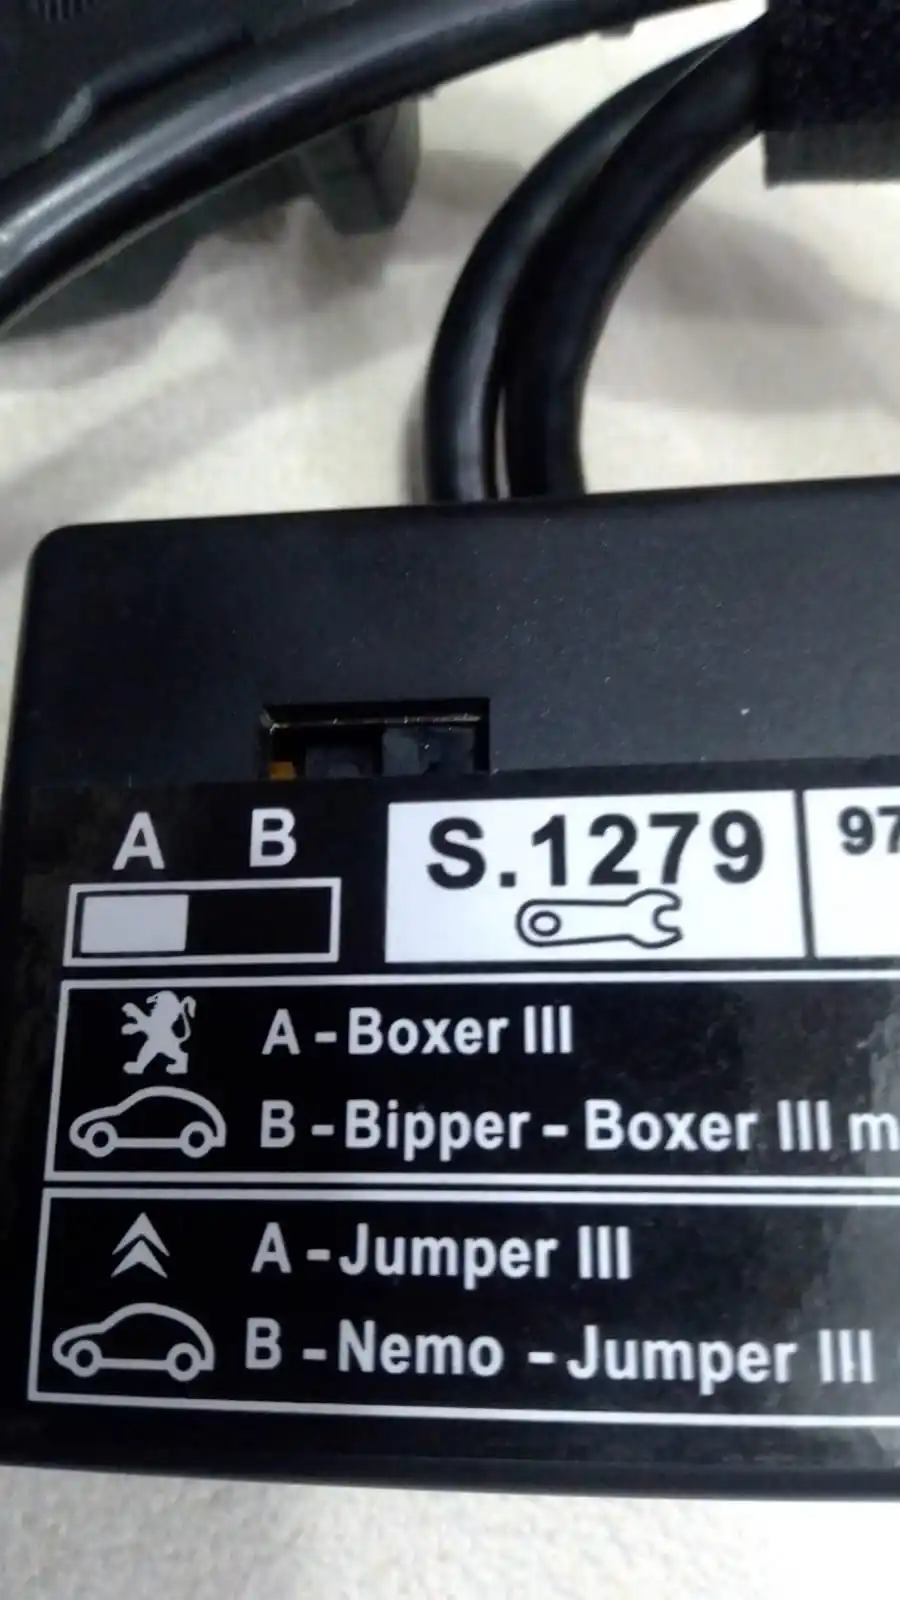 A B
S.1279
97
A - Boxer III
B - Bipper - Boxer III m
A - Jumper III
B - Nemo - Jumper III